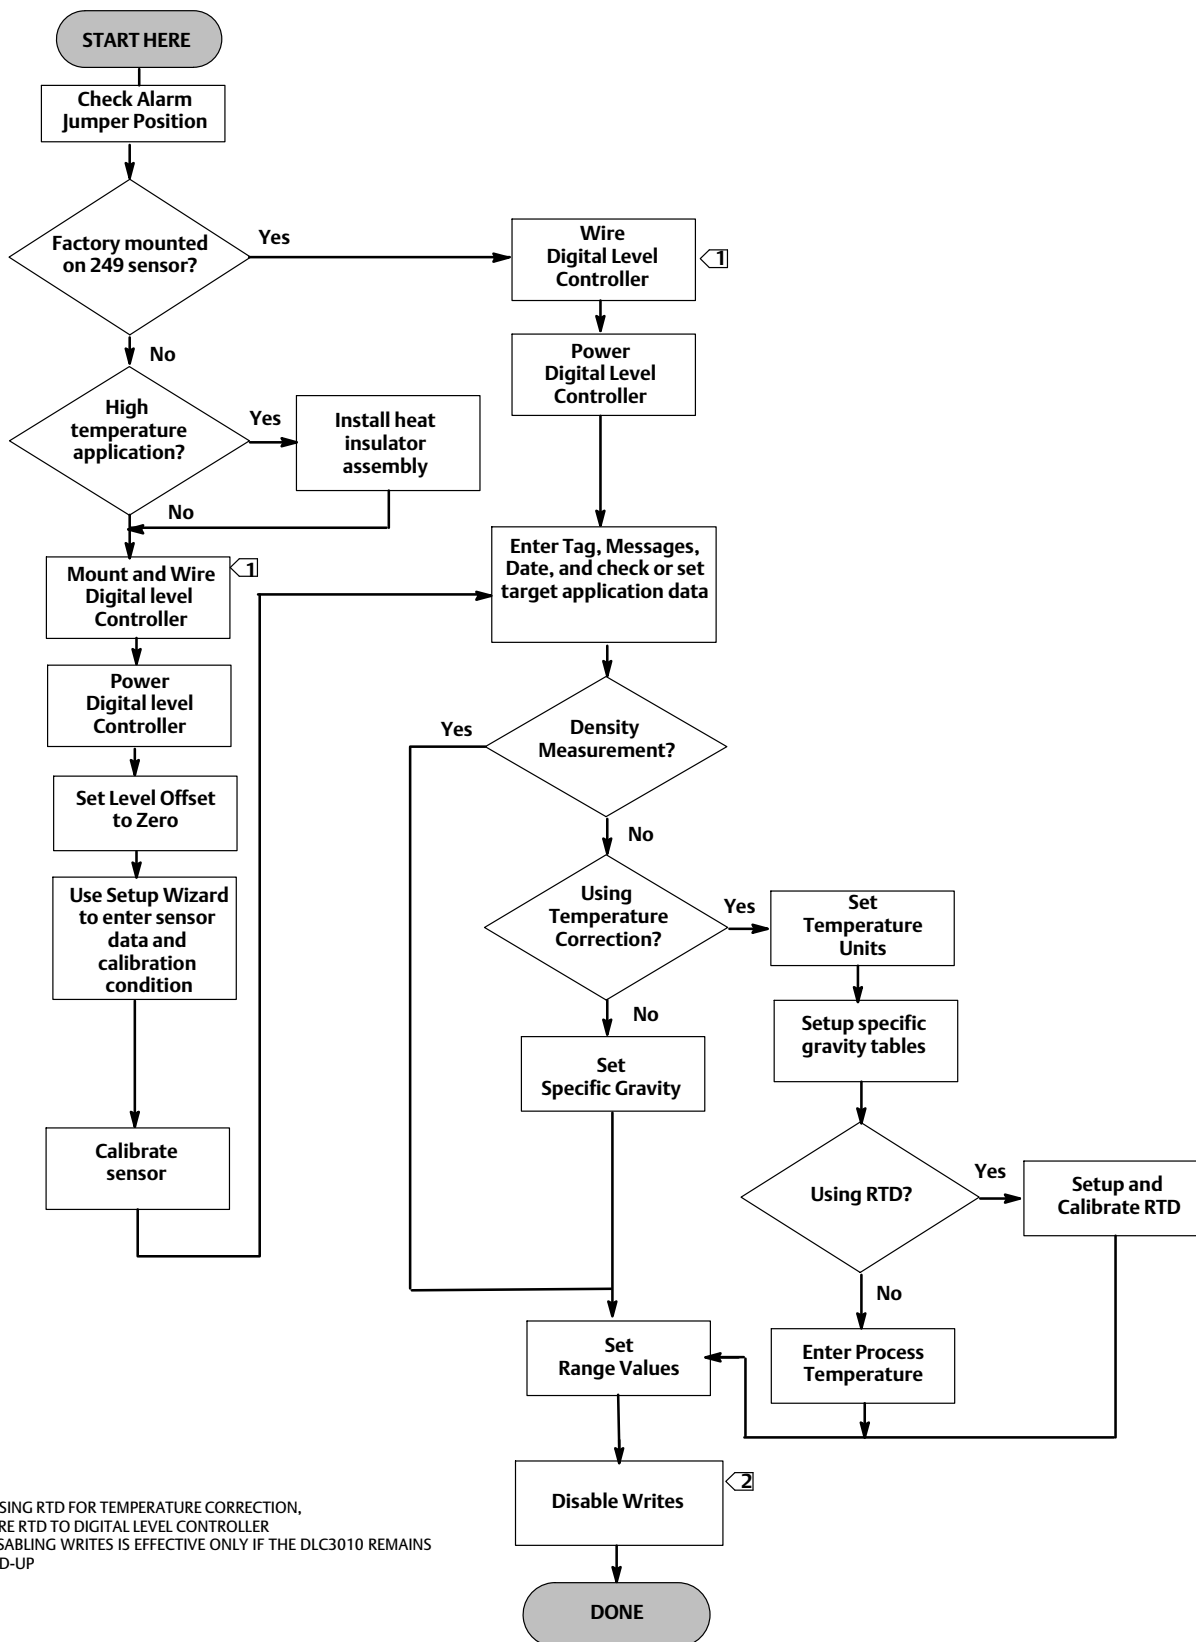 START HERE
Check Alarm
Jumper Position
Factory mounted
on 249 sensor?
Yes
No
Wire
Digital Level
Controller
1
Power
Digital Level
Controller
High
temperature
application?
Yes
No
Install heat
insulator
assembly
Mount and Wire
Digital level
Controller
1
Power
Digital level
Controller
Set Level Offset
to Zero
Use Setup Wizard
to enter sensor
data and
calibration
condition
Calibrate
sensor
Enter Tag, Messages,
Date, and check or set
target application data
Density
Measurement?
Yes
No
Using
Temperature
Correction?
Yes
No
Set
Temperature
Units
Setup specific
gravity tables
Set
Specific Gravity
Using RTD?
Yes
No
Setup and
Calibrate RTD
Enter Process
Temperature
Set
Range Values
Disable Writes
2
DONE
SING RTD FOR TEMPERATURE CORRECTION,
RE RTD TO DIGITAL LEVEL CONTROLLER
SABLING WRITES IS EFFECTIVE ONLY IF THE DLC3010 REMAINS
D-UP